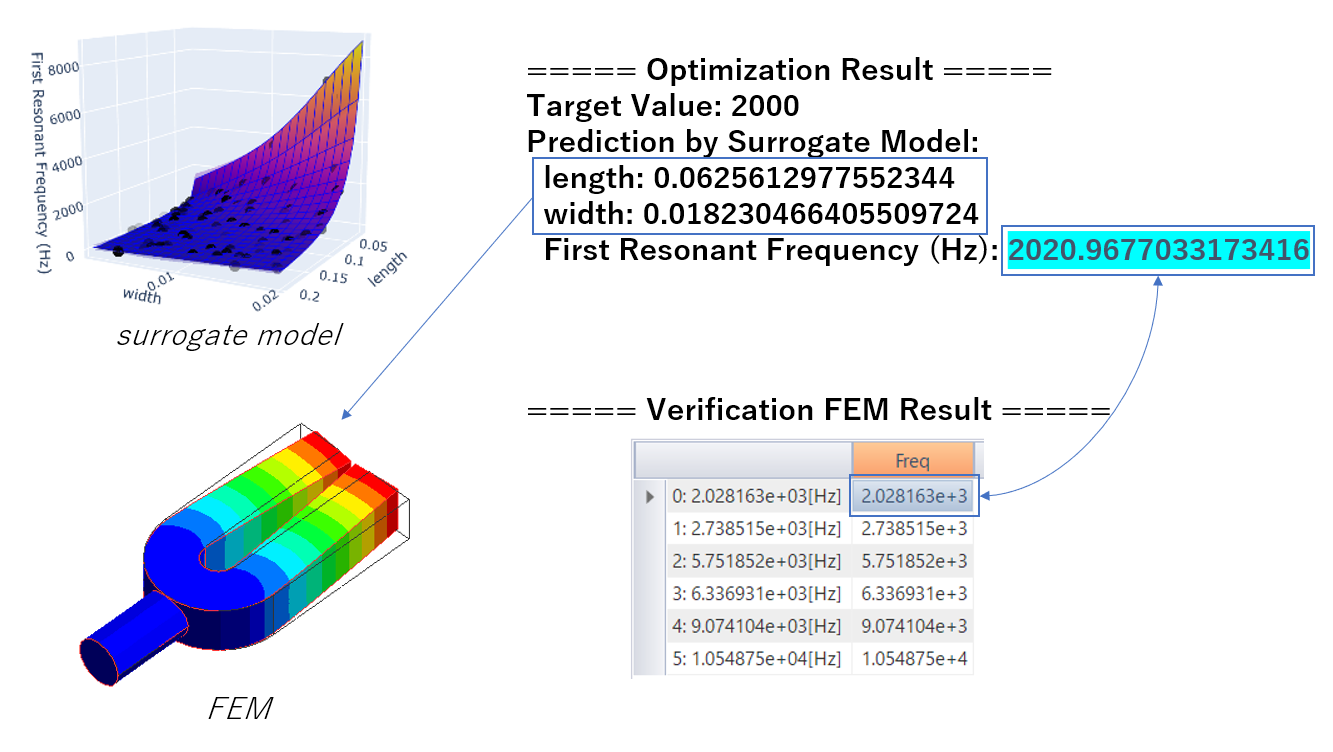 First Resonant Frequency (Hz)
8000
6000
4000
2000
0
0.01
0.02
width
0.05
0.1
0.15
0.2
length
surrogate model
===== Optimization Result =====
Target Value: 2000
Prediction by Surrogate Model:
length: 0.0625612977552344
width: 0.018230466405509724
First Resonant Frequency (Hz): 2020.9677033173416
FEM
===== Verification FEM Result =====
Freq
0: 2.028163e+03[Hz] 2.028163e+3
1: 2.738515e+03[Hz] 2.738515e+3
2: 5.751852e+03[Hz] 5.751852e+3
3: 6.336931e+03[Hz] 6.336931e+3
4: 9.074104e+03[Hz] 9.074104e+3
5: 1.054875e+04[Hz] 1.054875e+4